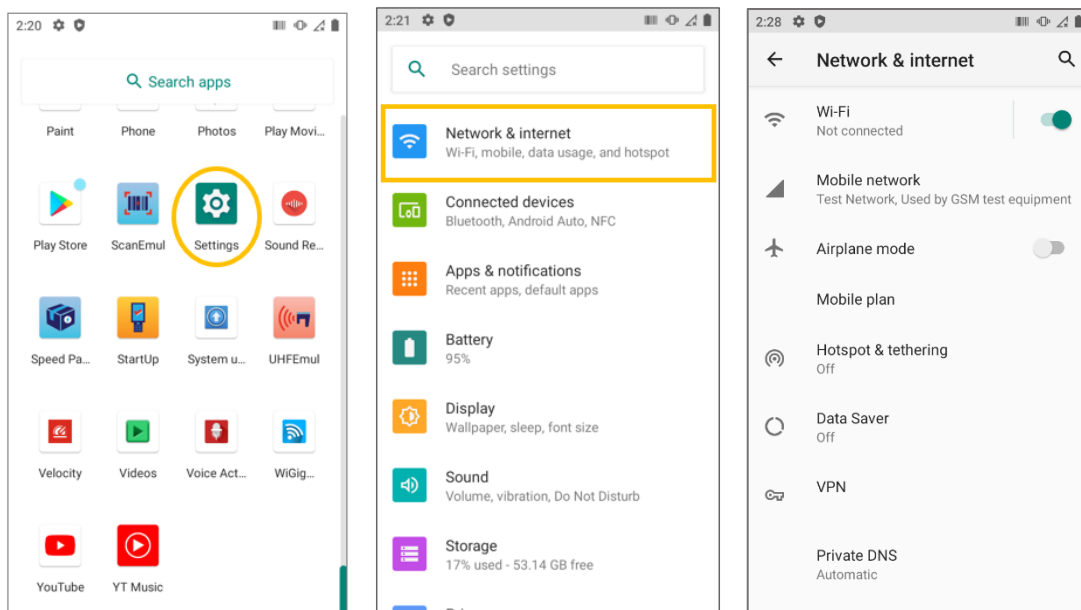 2:20
Search apps
Paint
Phone
Photos
Play Movi...
Play Store
ScanEmul
Settings
Sound Re...
Speed Pa...
StartUp
System u...
UHFEmul
Velocity
Videos
Voice Act...
WiGig...
YouTube
YT Music
2:21
Search settings
Network & internet
Wi-Fi, mobile, data usage, and hotspot
Connected devices
Bluetooth, Android Auto, NFC
Apps & notifications
Recent apps, default apps
Battery
95%
Display
Wallpaper, sleep, font size
Sound
Volume, vibration, Do Not Disturb
Storage
17% used - 53.14 GB free
2:28
Network & internet
Wi-Fi
Not connected
Mobile network
Test Network, Used by GSM test equipment
Airplane mode
Mobile plan
Hotspot & tethering
Off
Data Saver
Off
VPN
Private DNS
Automatic